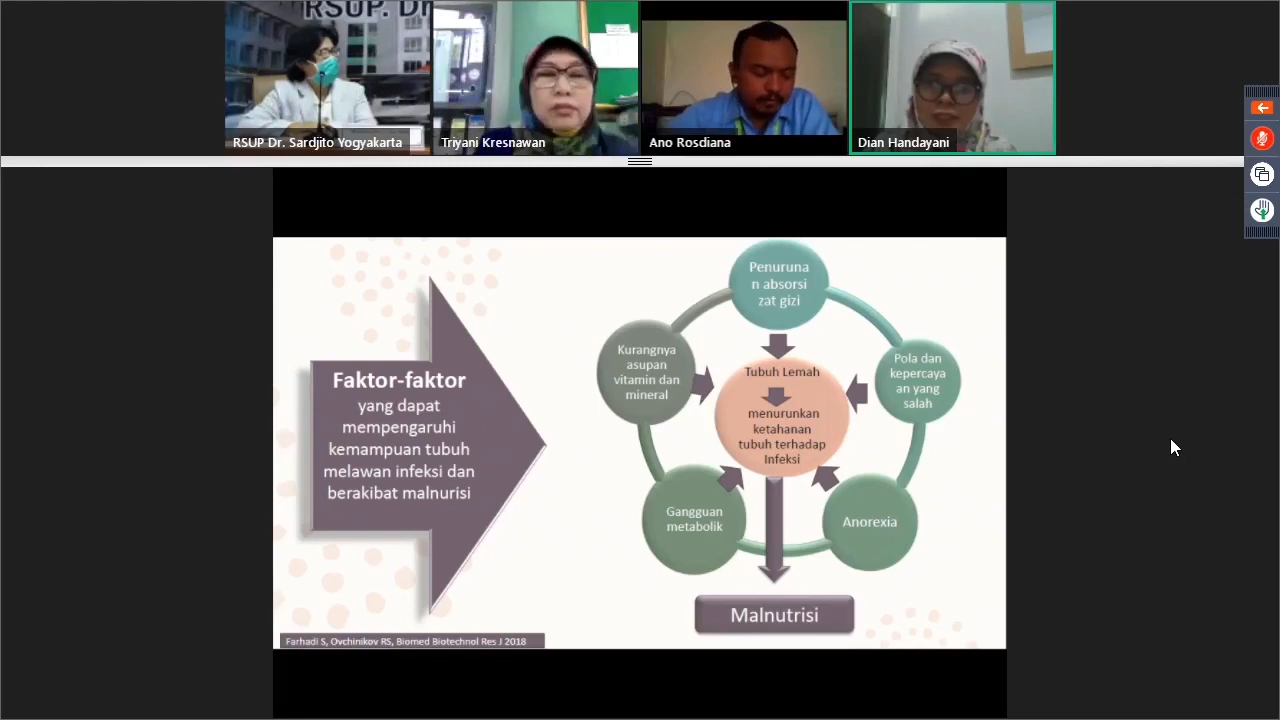 RSUP. Dr
RSUP Dr. Sardjito Yogyakarta
Triyani Kresnawan
Ano Rosdiana
Dian Handayani
Faktor-faktor
yang dapat
mempengaruhi
kemampuan tubuh
melawan infeksi dan
berakibat malnurisi
Penuruna
n absorsi
zat gizi
Kurangnya
asupan
vitamin dan
mineral
Pola dan
kepercaya
an yang
salah
Tubuh Lemah
menurunkan
ketahanan
tubuh terhadap
Infeksi
Gangguan
metabolik
Anorexia
Malnutrisi
Farhadi S, Ovchinikov RS, Biomed Biotechnol Res J 2018